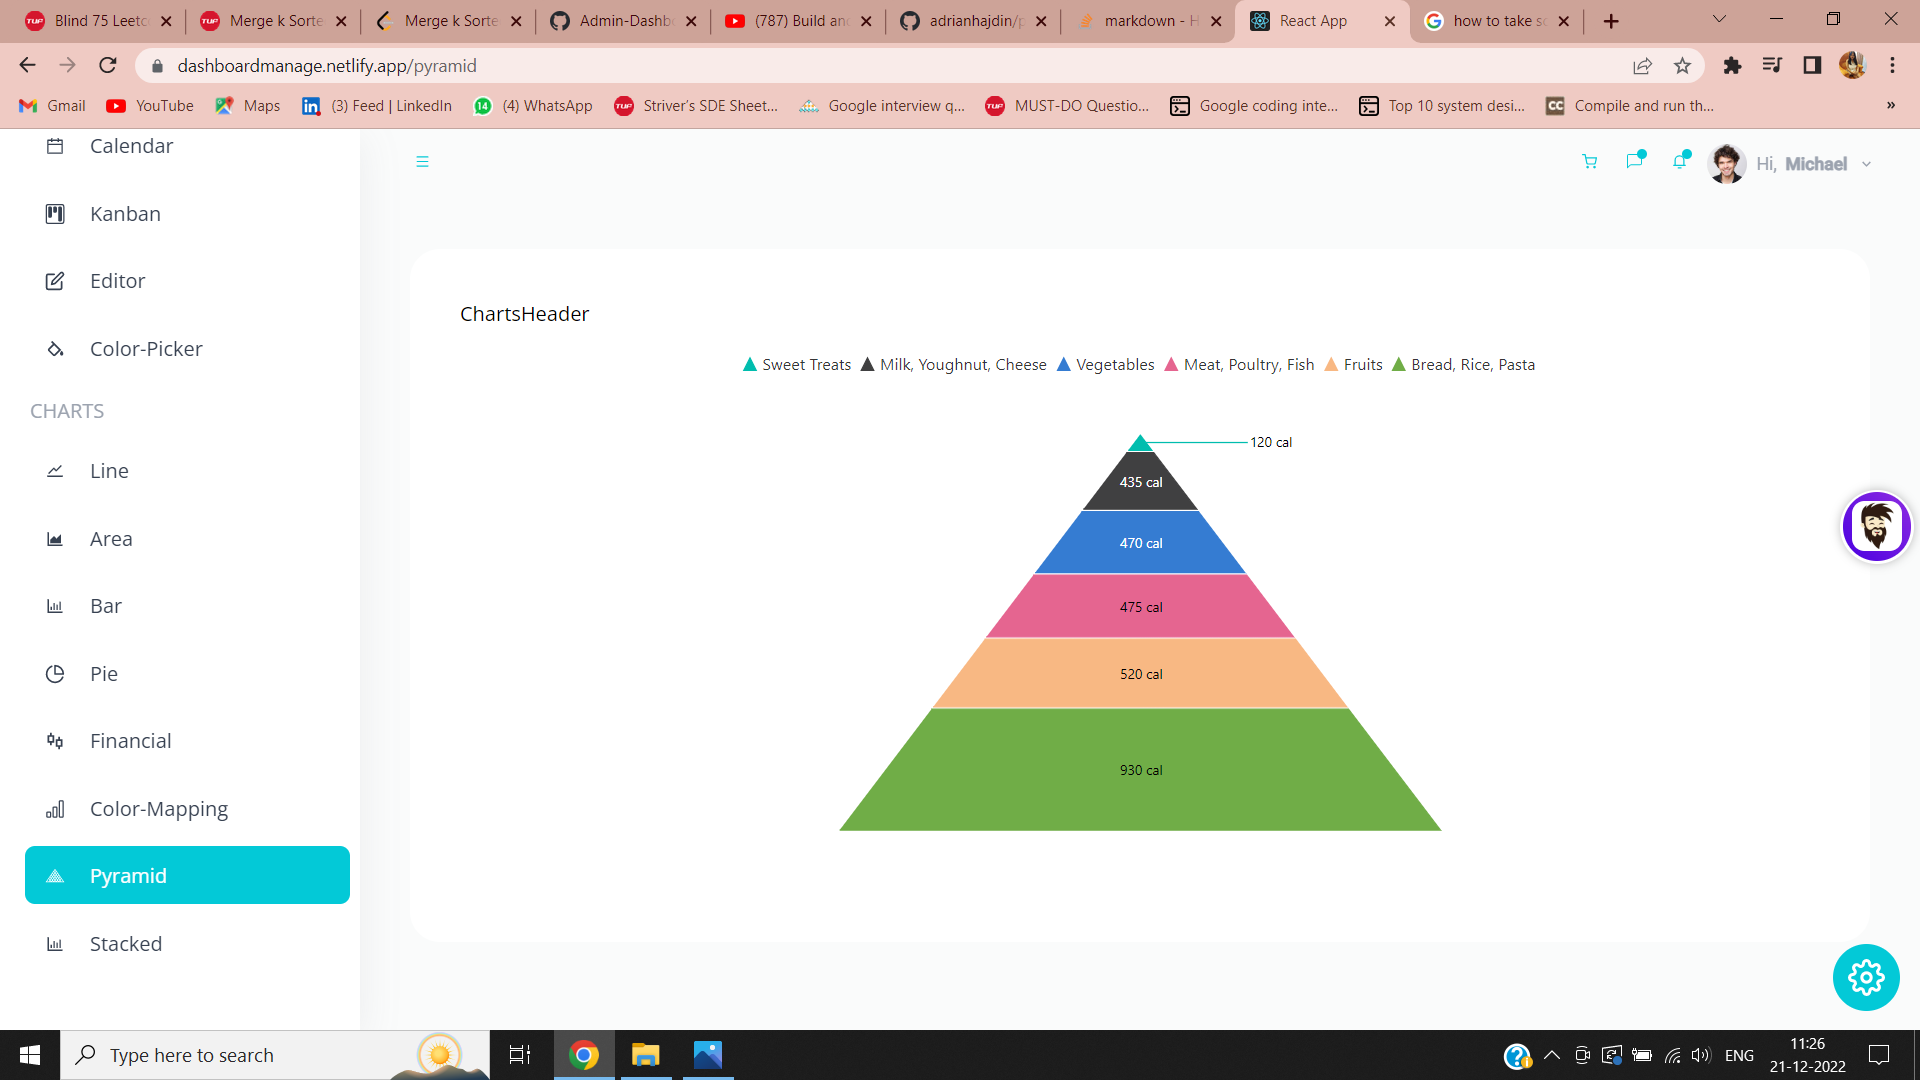 Blind 75 Leetc
Merge k Sorte
Merge k Sorte
Admin-Dashb
(787) Build an
adrianhajdin/p
markdown - H
React App
how to take s
dashboardmanage.netlify.app/pyramid
Gmail
YouTube
Maps
(3) Feed | LinkedIn
14
(4) WhatsApp
TUF
Striver's SDE Sheet...
Google interview q...
TUF
MUST-DO Questio...
Google coding inte...
Top 10 system desi...
CC
Compile and run th...
»
Calendar
Kanban
Editor
Color-Picker
CHARTS
Line
Area
Bar
Pie
Financial
Color-Mapping
Pyramid
Stacked
Hi, Michael
ChartsHeader
Sweet Treats
Milk, Youghnut, Cheese
Vegetables
Meat, Poultry, Fish
Fruits
Bread, Rice, Pasta
120 cal
435 cal
470 cal
475 cal
520 cal
930 cal
Type here to search
ENG
11:26
21-12-2022